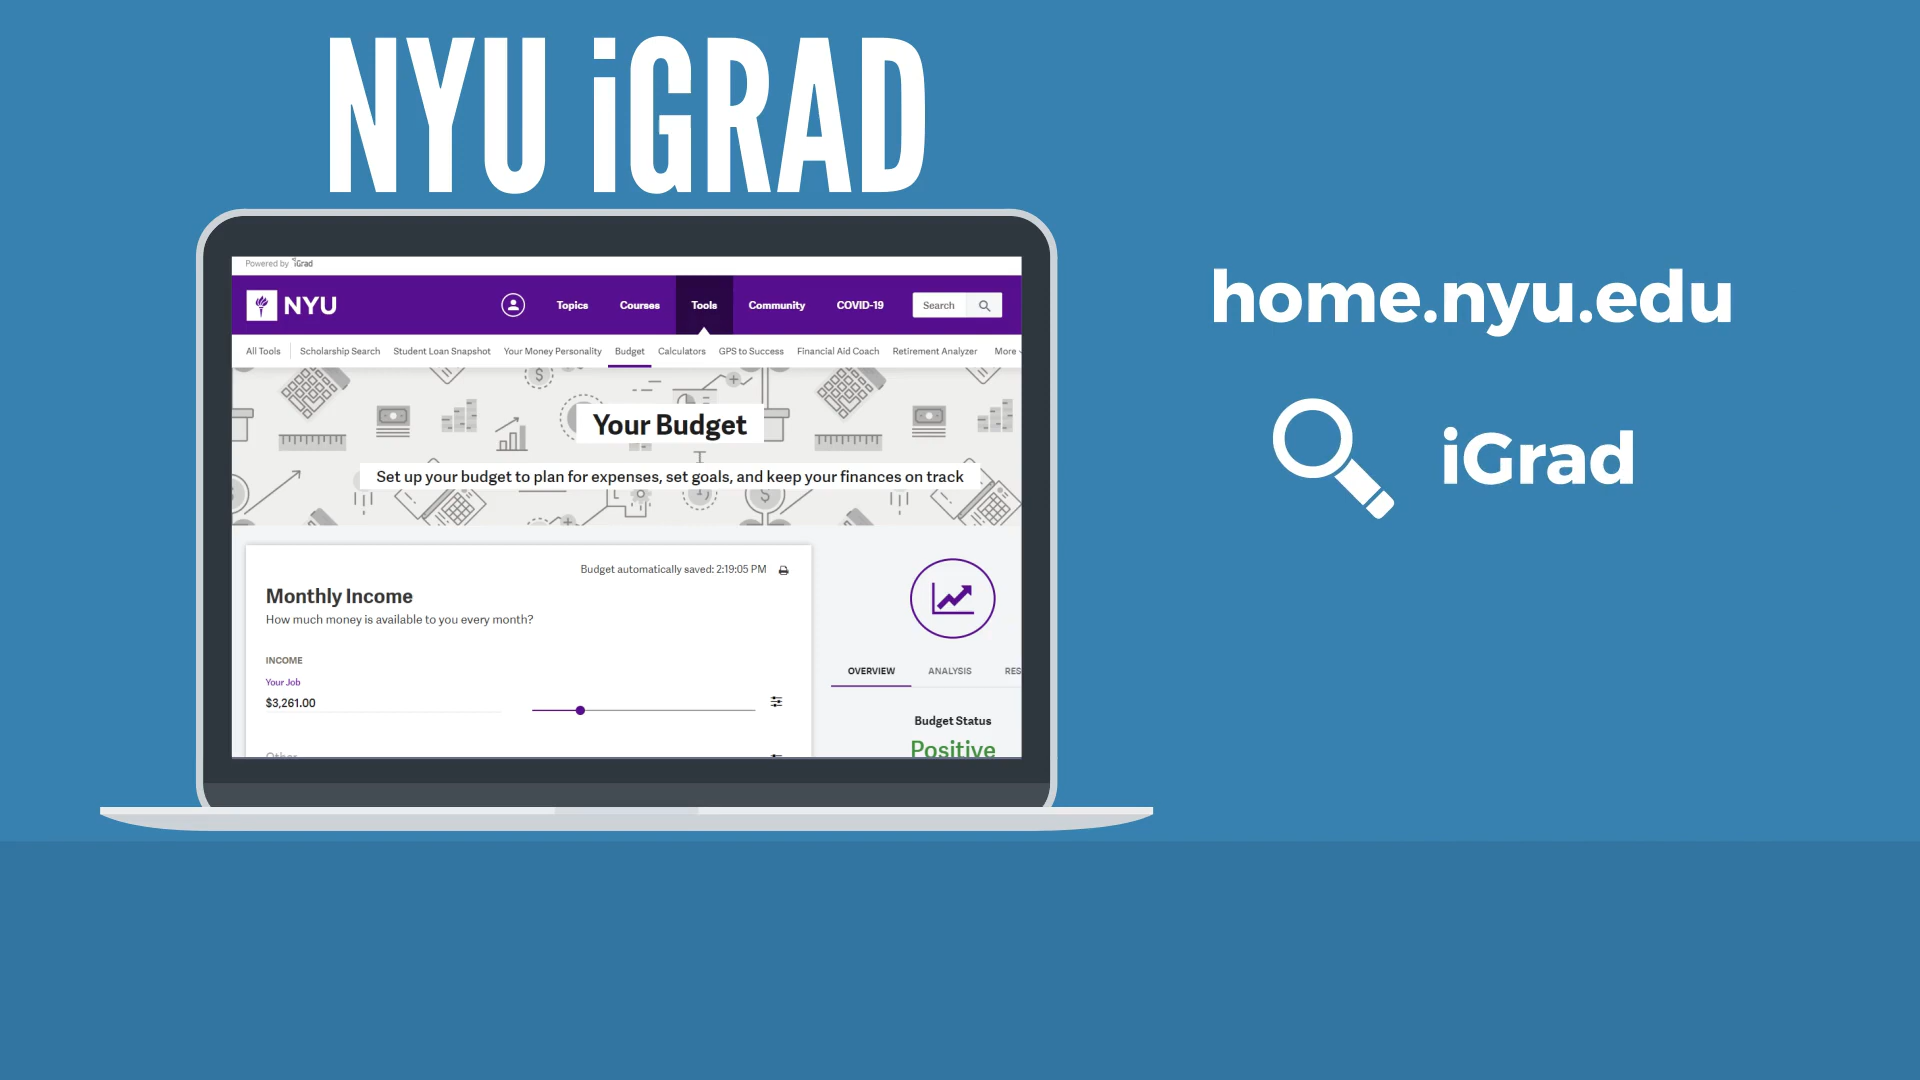 NYU iGRAD
Powered by iGrad
NYU
Topics Courses Tools Community COVID-19 Search
All Tools Scholarship Search Student Loan Snapshot Your Money Personality Budget Calculators GPS to Success Financial Aid Coach Retirement Analyzer More
Your Budget
Set up your budget to plan for expenses, set goals, and keep your finances on track
Budget automatically saved: 2:19:05 PM
Monthly Income
How much money is available to you every month?
INCOME
Your Job
$3,261.00
Other
OVERVIEW ANALYSIS RES
Budget Status
Positive
home.nyu.edu
iGrad